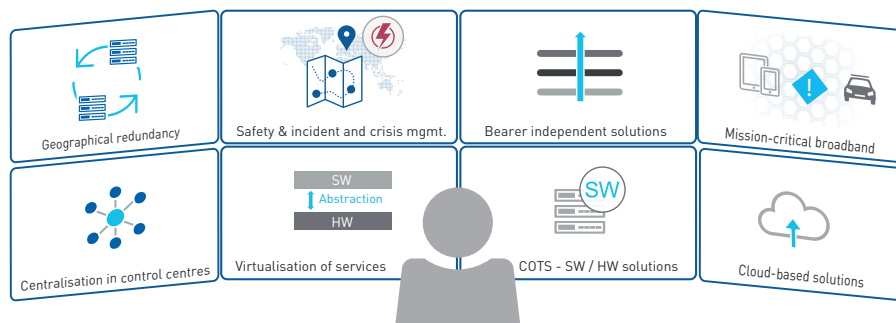 Geographical redundancy
Safety & incident and crisis mgmt.
Bearer independent solutions
!
Mission-critical broadband
Centralisation in control centres
SW
Abstraction
HW
Virtualisation of services
SW
COTS - SW / HW solutions
Cloud-based solutions